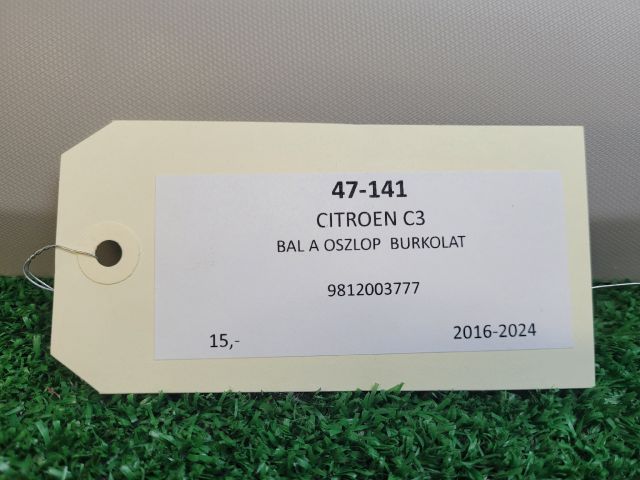 47-141
CITROEN C3
BAL A OSZLOP BURKOLAT
9812003777
15,- 2016-2024